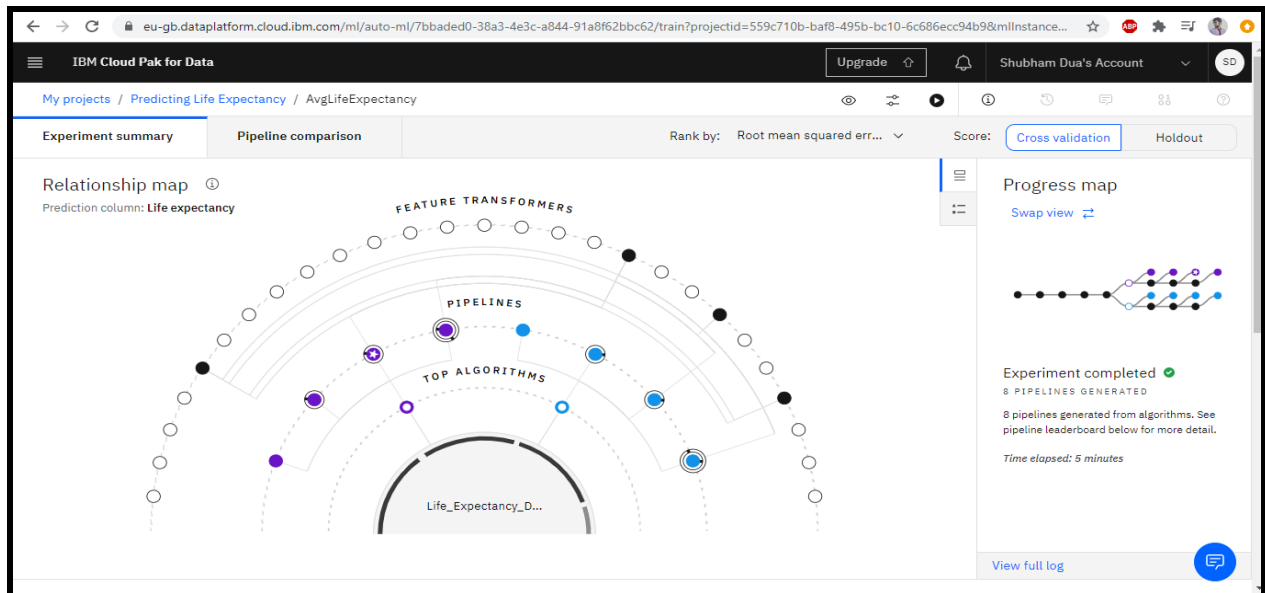 eu-gb.dataplatform.cloud.ibm.com/ml/auto-ml/7bbaded0-38a3-4e3c-a844-91a8f62bbc62/train?projectid=559c710b-baf8-495b-bc10-6c686ecc94b9&mlInstance...
ABP
IBM Cloud Pak for Data
Upgrade
Shubham Dua's Account
SD
My projects / Predicting Life Expectancy / AvgLifeExpectancy
Experiment summary
Pipeline comparison
Rank by: Root mean squared err...
Score: Cross validation Holdout
Relationship map
Prediction column: Life expectancy
FEATURE TRANSFORMERS
PIPELINES
TOP ALGORITHMS
Life_Expectancy_D...
Progress map
Swap view
Experiment completed
8 PIPELINES GENERATED
8 pipelines generated from algorithms. See
pipeline leaderboard below for more detail.
Time elapsed: 5 minutes
View full log